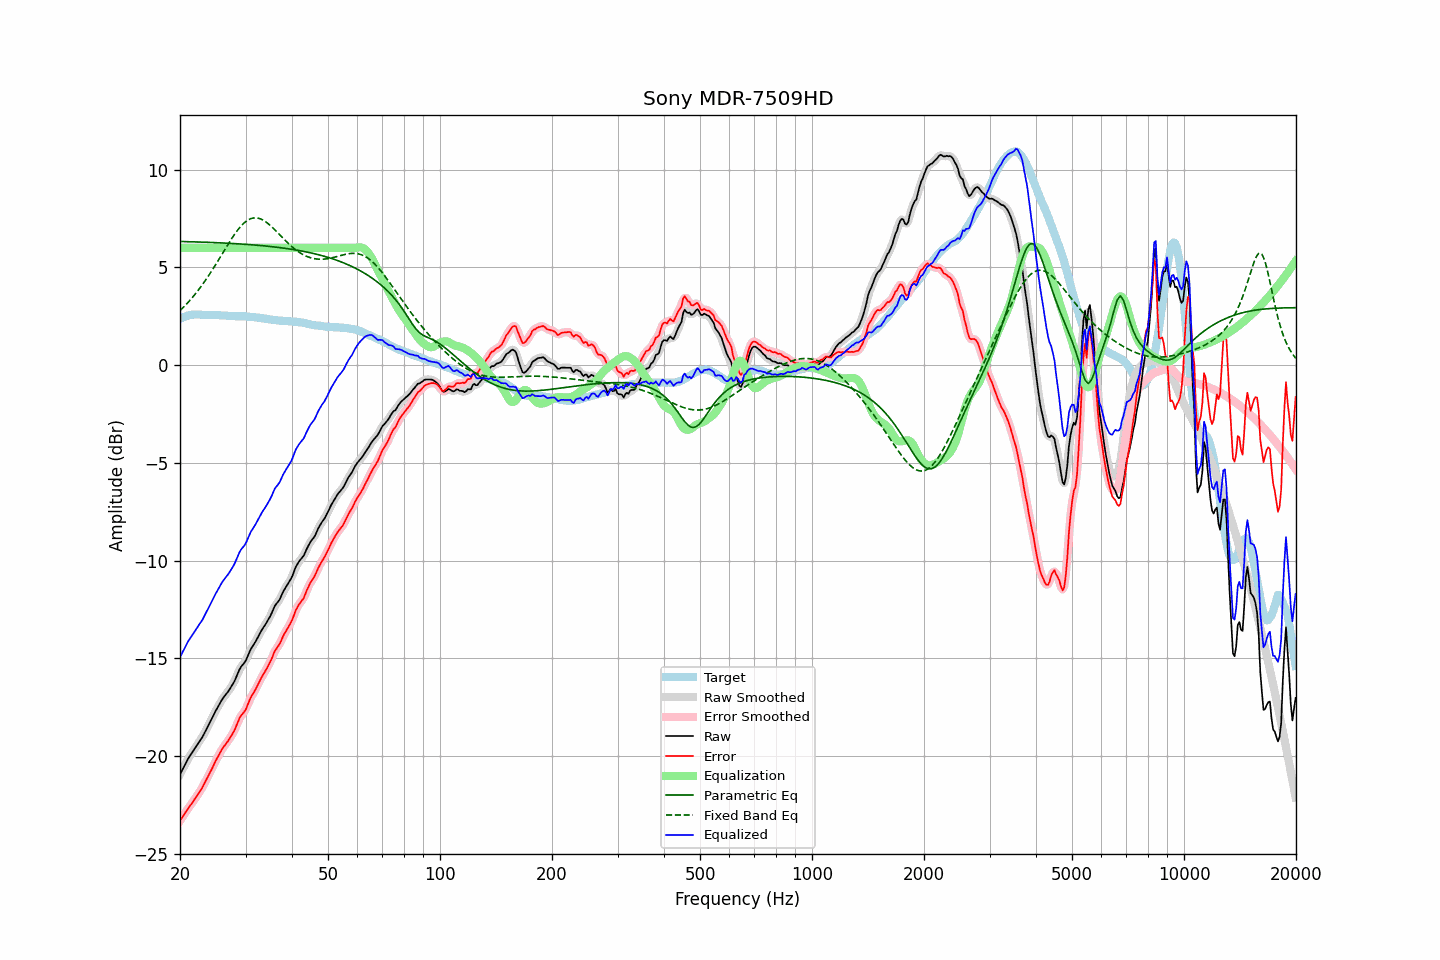 Sony MDR-7509HD
Amplitude (dBr)
10
5
0
−5
−10
−15
−20
−25
Target
Raw Smoothed
Error Smoothed
Raw
Error
Equalization
Parametric Eq
Fixed Band Eq
Equalized
20 50 100 200 500 1000 2000 5000 10000 20000
Frequency (Hz)